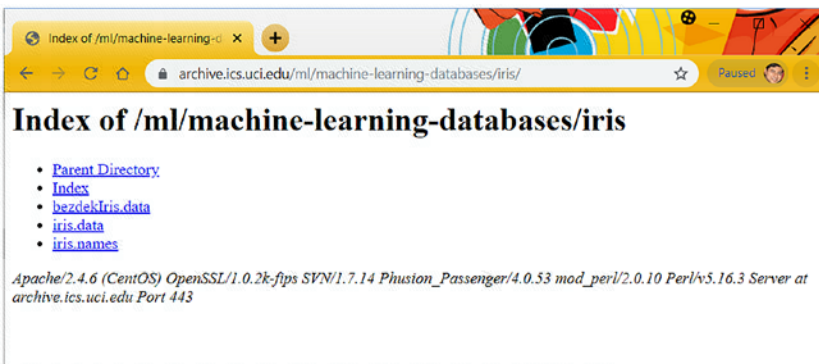 Index of /ml/machine-learning-d
archive.ics.uci.edu/ml/machine-learning-databases/iris/
Paused
Index of /ml/machine-learning-databases/iris
Parent Directory
Index
bezdekIris.data
iris.data
iris.names
Apache/2.4.6 (CentOS) OpenSSL/1.0.2k-fips SVN/1.7.14 Phusion_Passenger/4.0.53 mod_perl/2.0.10 Perl/v5.16.3 Server at
archive.ics.uci.edu Port 443